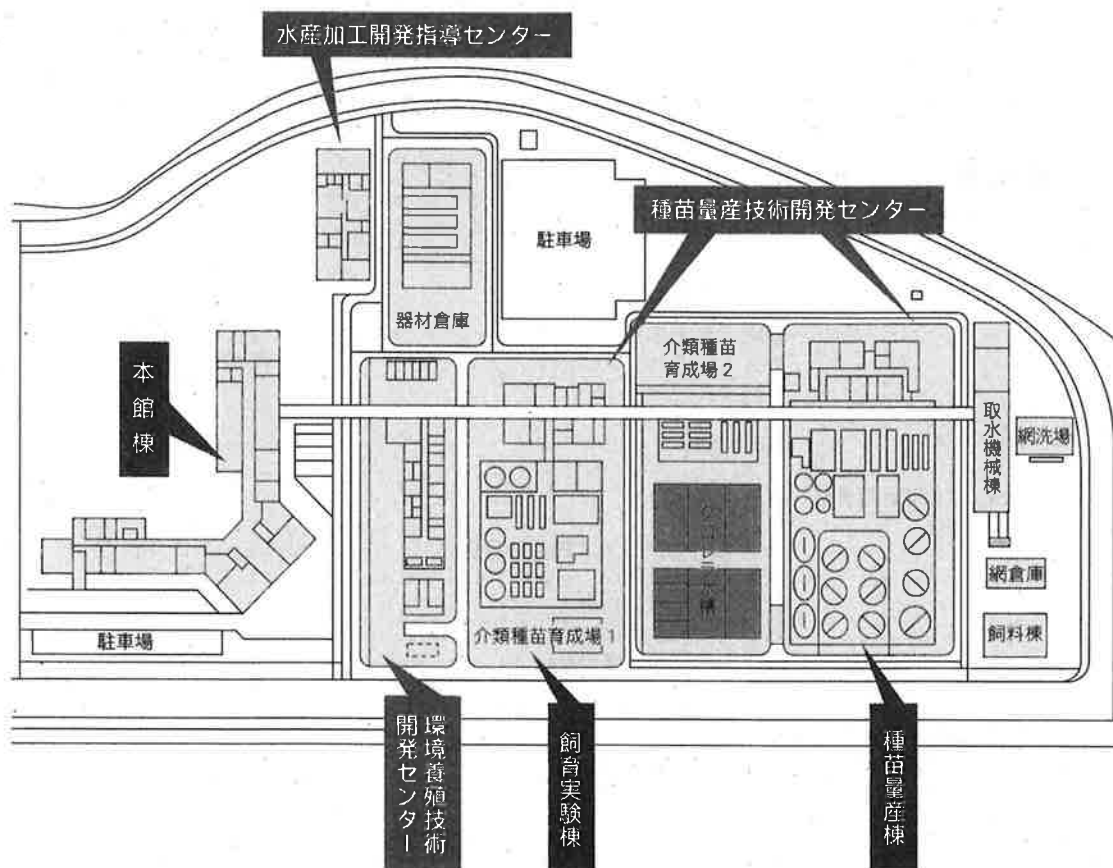 水産加工開発指導センター
種苗量産技術開発センター
駐車場
器材倉庫
介類種苗
育成場2
本館棟
取水機械棟
網洗場
網倉庫
飼料棟
駐車場
介類種苗育成場1
環境養殖技術
開発センター
飼育実験棟
種苗量産棟